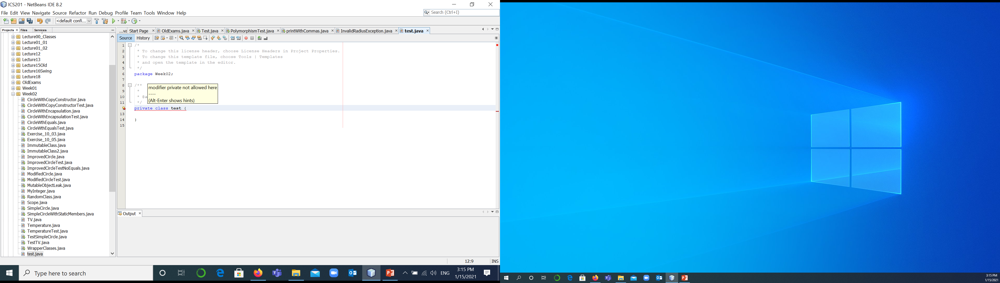 ICS201 - NetBeans IDE 8.2
File Edit View Navigate Source Refactor Run Debug Profile Team Tools Window Help
Search (Ctrl+I)
<default confi...
Projects Files Services
Lecture00_Classes
Lecture01_01
Lecture01_02
Lecture12
Lecture13
Lecture15Old
Lecture16Swing
Lecture18
OldExams
Week01
Week02
CircleWithCopyConstructor.java
CircleWithCopyConstructorTest.java
CircleWithEncapsulation.java
CircleWithEncapsulationTest.java
CircleWthEquals.java
CircleWthEqualsTest.java
Exercise_10_03.java
Exercise_10_05.java
ImmutableClass.java
ImmutableClass2.java
ImprovedCircle.java
ImprovedCircleTest.java
ImprovedCircleTestNoEquals.java
ModifiedCircle.java
ModifiedCircleTest.java
MutableObjectLeak.java
MyInteger.java
RandomClass.java
Scope.java
SimpleCircle.java
SimpleCircleWithStaticMembers.java
TV.java
Temperature.java
TemperatureTest.java
TestSimpleCircle.java
TestTV.java
WrapperClasses.java
test.java
...va Start Page OldExams.java Test.java PolymorphismTest.java printWithCommas.java InvalidRadiusException.java test.java
Source History
1 /*
2 * To change this license header, choose License Headers in Project Properties.
3 * To change this template file, choose Tools | Templates
4 * and open the template in the editor.
5 */
6 package Week02;
7
8 /**
9 *
10 * @a
11 */
private class test {
13
14 }
15
modifier private not allowed here
----
(Alt-Enter shows hints)
Output
12:9 INS
Type here to search
ENG
3:15 PM
1/15/2021
3:15 PM
1/15/2021